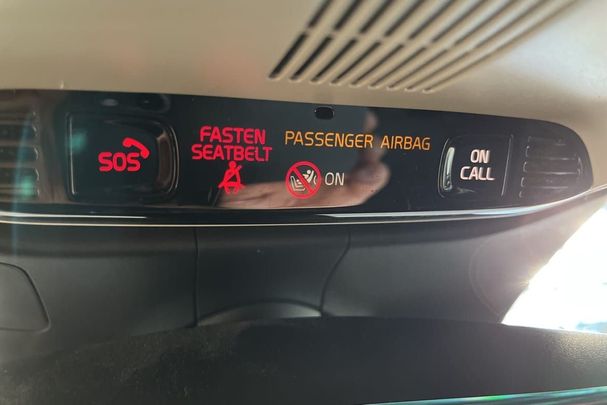 SOS
FASTEN
SEATBELT
PASSENGER AIRBAG
ON
ON
CALL